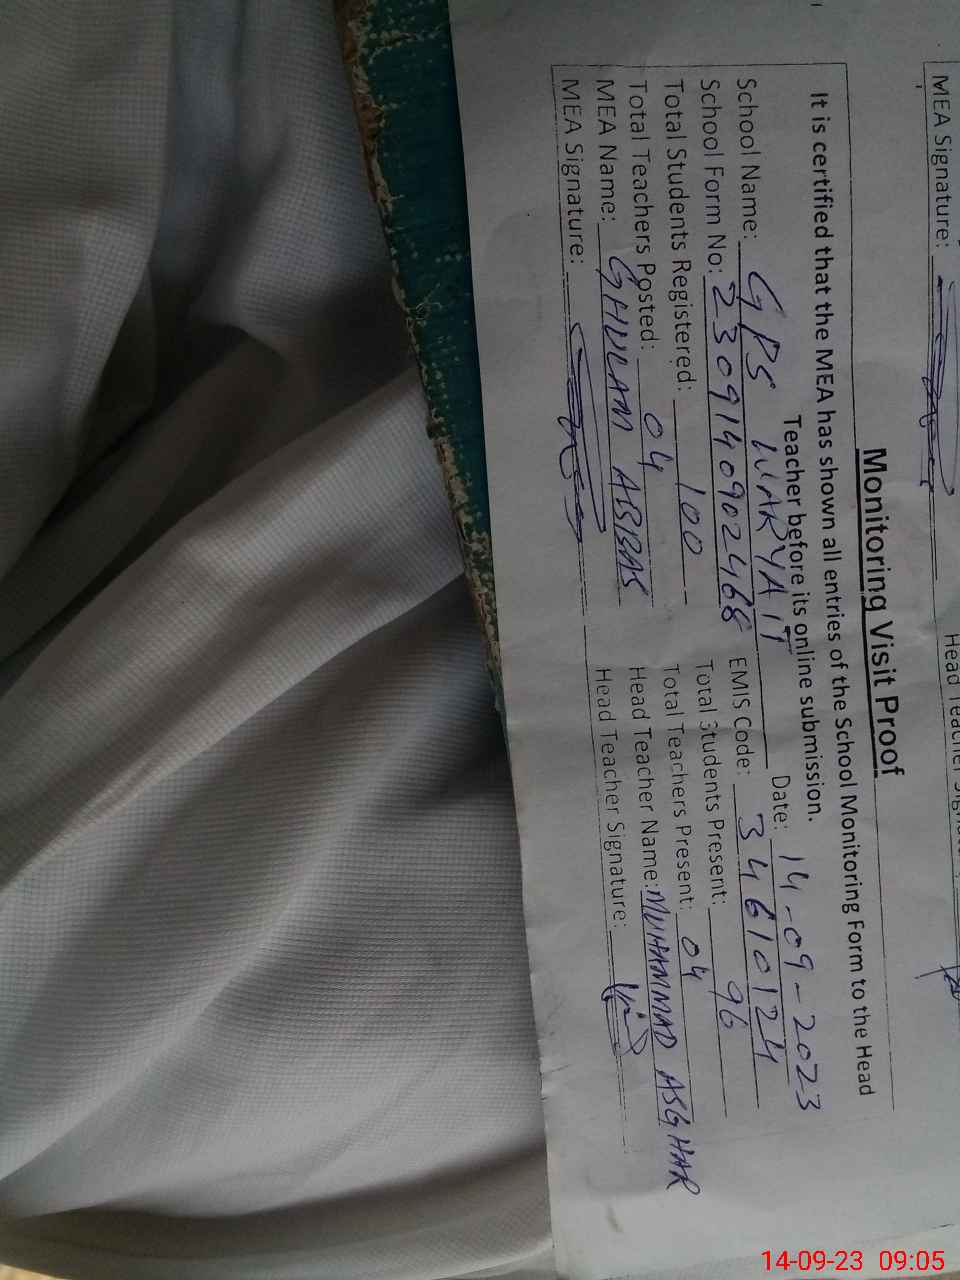 MEA Signature:
Head Teacher
Monitoring Visit Proof
It is certified that the MEA has shown all entries of the School Monitoring Form to the Head
Teacher before its online submission.
Date: 14-09-2023
School Name: GPS WARYAIT
School Form No: 2309140902468 EMIS Code: 34610124
Total Students Registered: 100 Total Students Present: 96
Total Teachers Posted: 04 Total Teachers Present: 04
MEA Name: GHULAM ABBAS Head Teacher Name: MUHAMMAD ASGHAR
MEA Signature: Head Teacher Signature:
14-09-23 09:05